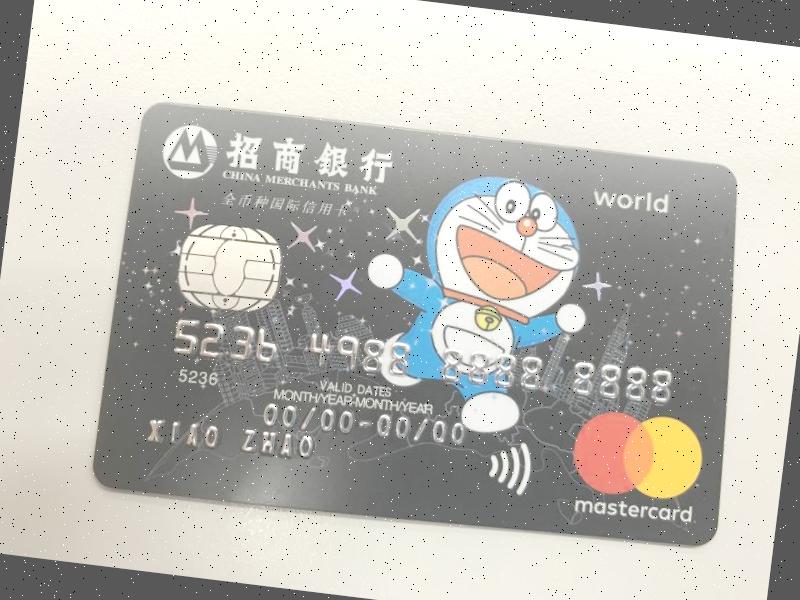 招商銀行
CHINA MERCHANTS BANK
全币种国际信用卡
world
5236 4988 8888 8888
5236
VALID DATES
MONTH/YEAR-MONTH/YEAR
00/00-00/00
XIAO ZHAO
mastercard